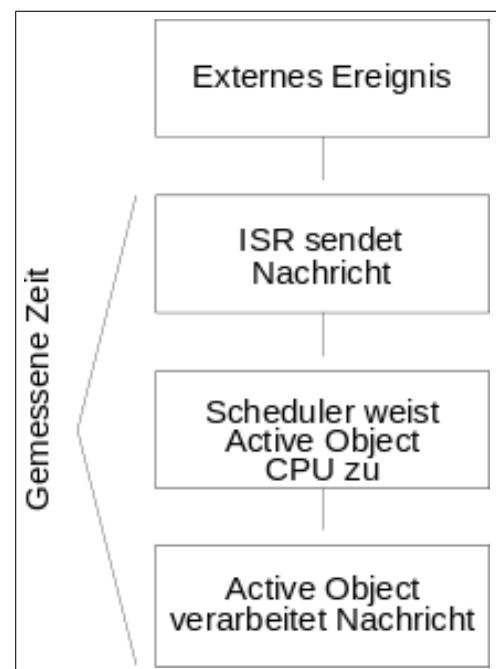 Externes Ereignis
ISR sendet
Nachricht
Scheduler weist
Active Object
CPU zu
Active Object
verarbeitet Nachricht
Gemessene Zeit